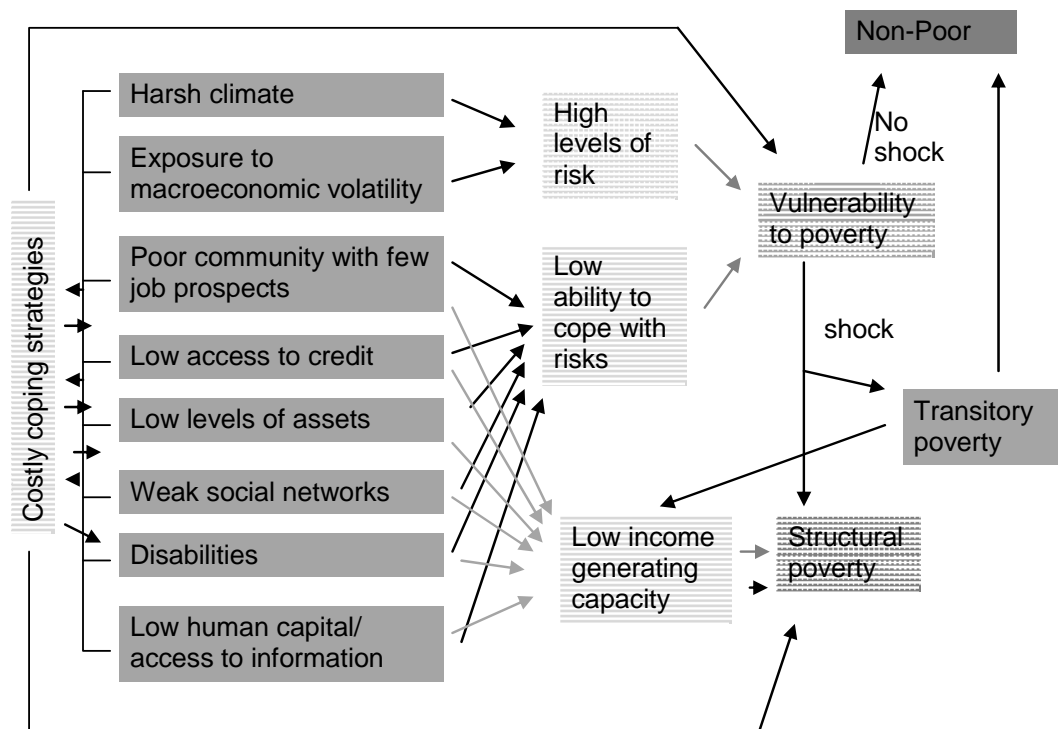 Non-Poor
Harsh climate
High
levels of
risk
No
shock
Exposure to
macroeconomic volatility
Vulnerability
to poverty
Costly coping strategies
Poor community with few
job prospects
Low
ability to
cope with
risks
shock
Low access to credit
Low levels of assets
Transitory
poverty
Weak social networks
Disabilities
Low income
generating
capacity
Structural
poverty
Low human capital/
access to information